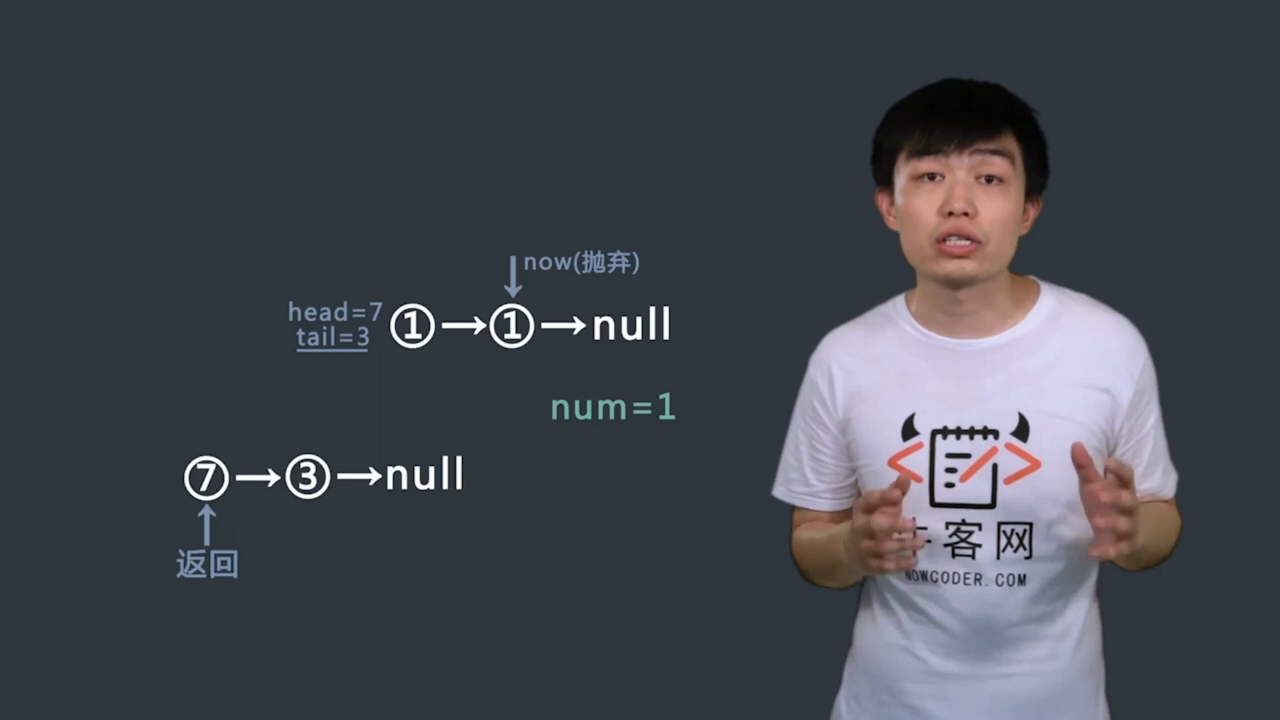 now(抛弃)
head=7 ① → ① → null
tail=3
num=1
⑦ → ③ → null
返回
牛客网
NOWCODER.COM